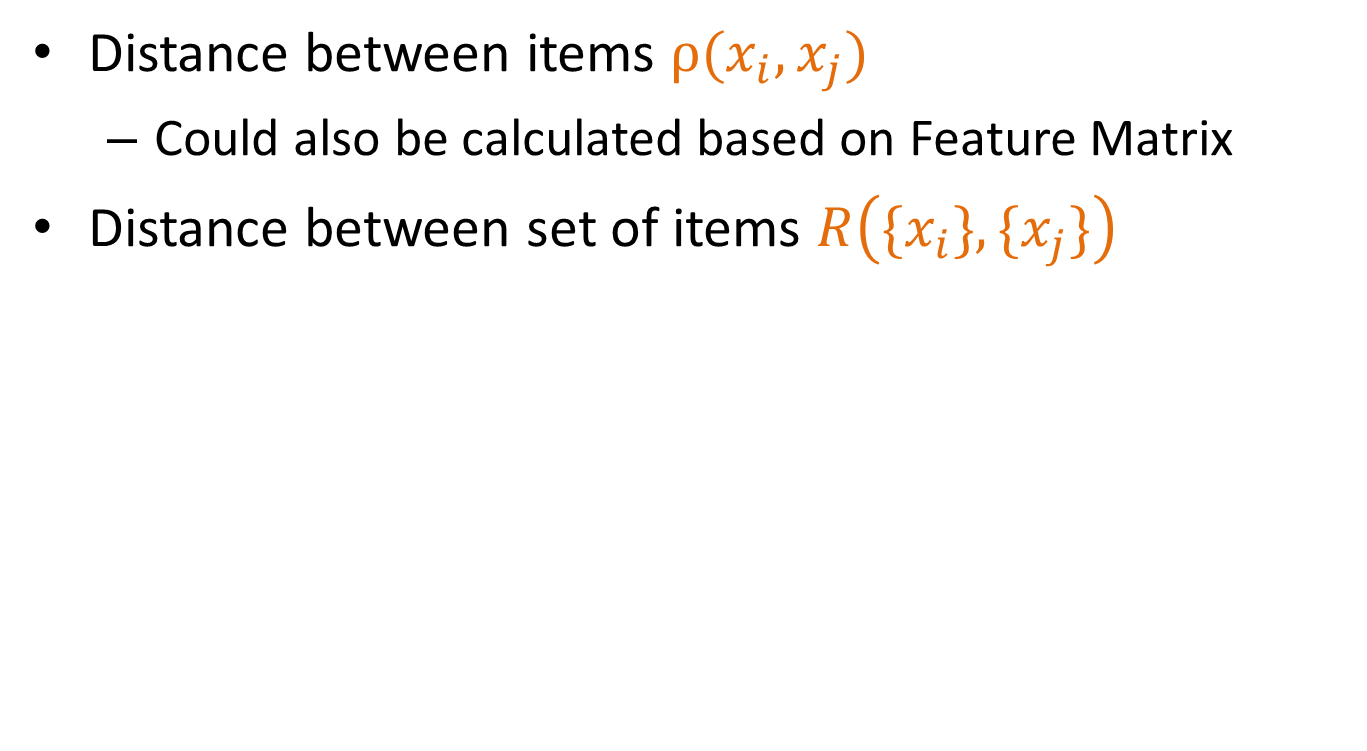 • Distance between items ρ(xᵢ, xⱼ)
– Could also be calculated based on Feature Matrix
• Distance between set of items R({xᵢ}, {xⱼ})